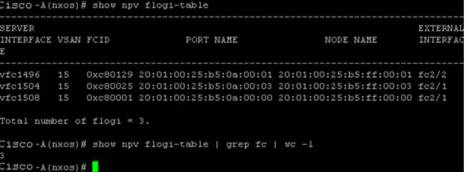 Cisco-A(nxos)# show npv flogi-table
SERVER EXTERNAL
INTERFACE VSAN FCID PORT NAME NODE NAME INTERFAC
E
vfc1496 15 0xc80129 20:01:00:25:b5:0a:00:01 20:01:00:25:b5:ff:00:01 fc2/2
vfc1504 15 0xc80025 20:01:00:25:b5:0a:00:03 20:01:00:25:b5:ff:00:03 fc2/1
vfc1508 15 0xc80001 20:01:00:25:b5:0a:00:00 20:01:00:25:b5:ff:00:00 fc2/1
Total number of flogi = 3.
Cisco-A(nxos)# show npv flogi-table | grep fc | wc -l
3
Cisco-A(nxos)#